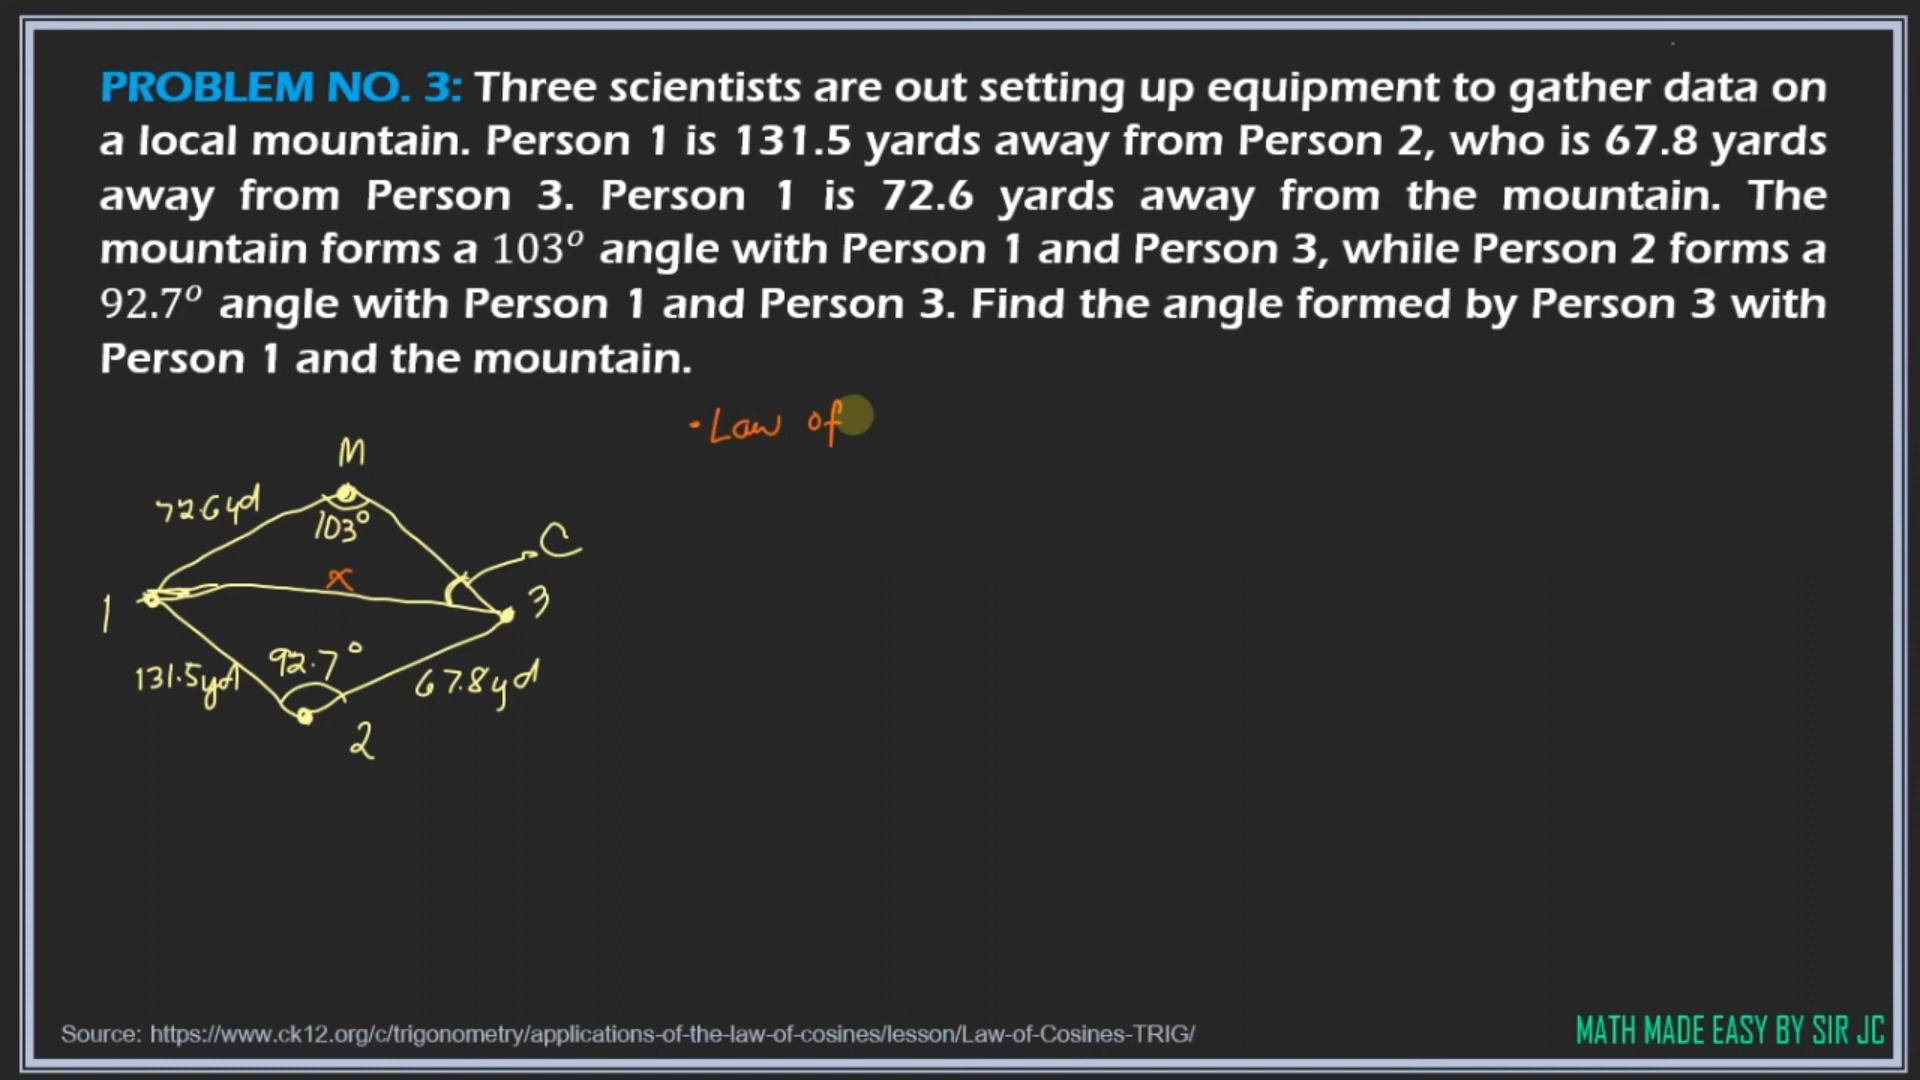 PROBLEM NO. 3: Three scientists are out setting up equipment to gather data on
a local mountain. Person 1 is 131.5 yards away from Person 2, who is 67.8 yards
away from Person 3. Person 1 is 72.6 yards away from the mountain. The
mountain forms a 103º angle with Person 1 and Person 3, while Person 2 forms a
92.7º angle with Person 1 and Person 3. Find the angle formed by Person 3 with
Person 1 and the mountain.
• Law of
M
72.6yd
103º
C
x
1
3
92.7º
131.5yd
67.8yd
2
Source: https://www.ck12.org/c/trigonometry/applications-of-the-law-of-cosines/lesson/Law-of-Cosines-TRIG/
MATH MADE EASY BY SIR JC